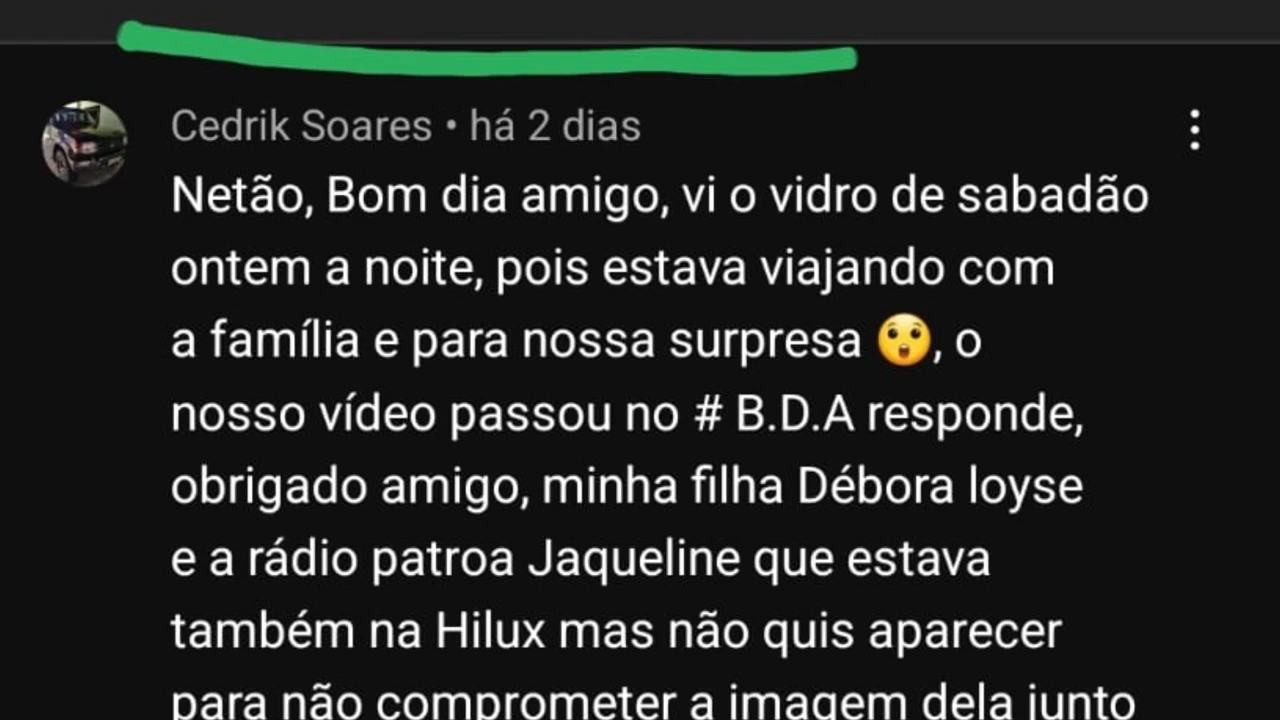 Cedrik Soares • há 2 dias
Netão, Bom dia amigo, vi o vidro de sabadão
ontem a noite, pois estava viajando com
a família e para nossa surpresa 😲, o
nosso vídeo passou no # B.D.A responde,
obrigado amigo, minha filha Débora loyse
e a rádio patroa Jaqueline que estava
também na Hilux mas não quis aparecer
para não comprometer a imagem dela junto